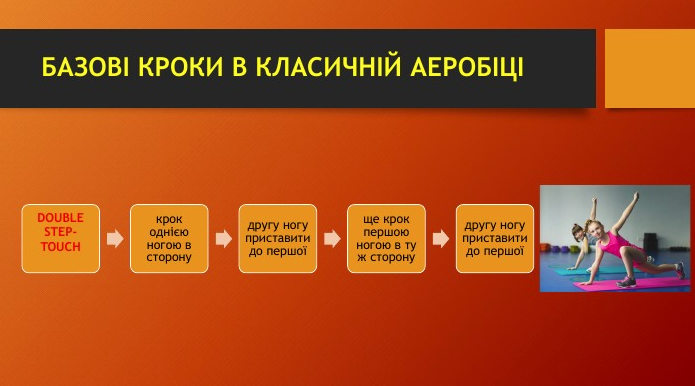 БАЗОВІ КРОКИ В КЛАСИЧНІЙ АЕРОБІЦІ
DOUBLE
STEP-
TOUCH
крок
однією
ногою в
сторону
другу ногу
приставити
до першої
ще крок
першою
ногою в ту
ж сторону
другу ногу
приставити
до першої